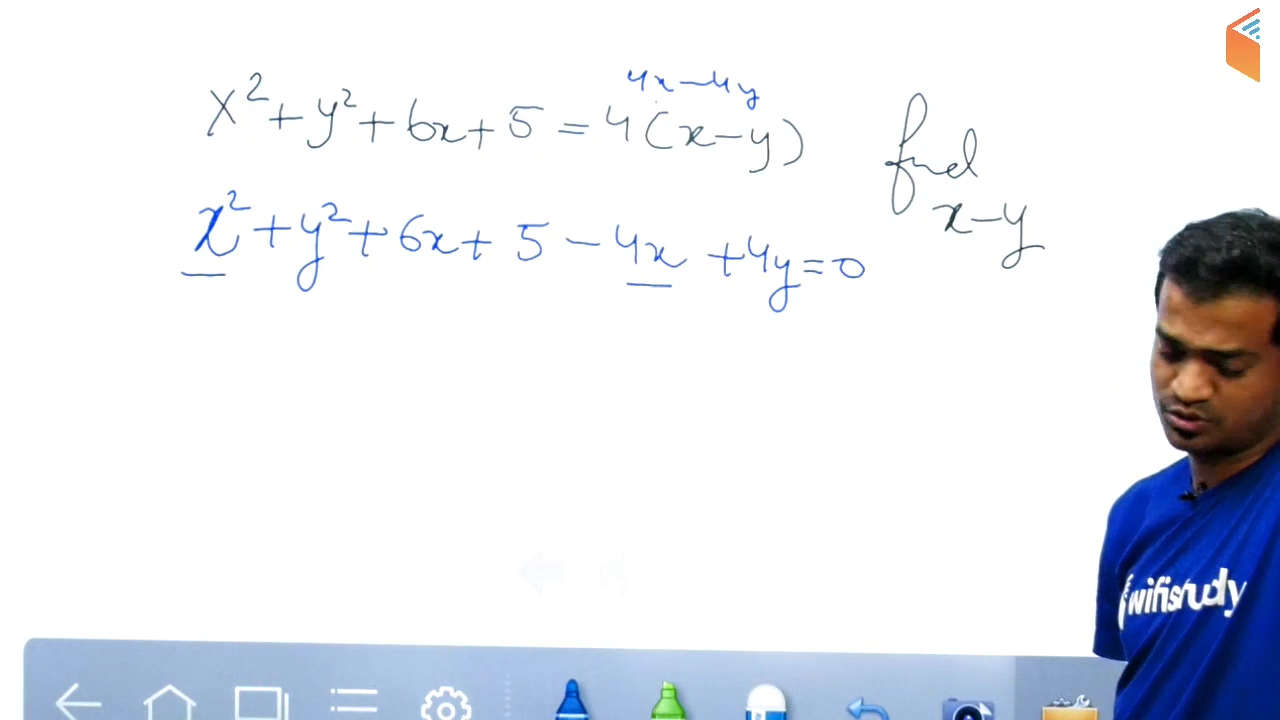 4x-4y
x²+y²+6x+5=4(x-y) find
x-y
x²+y²+6x+5-4x+4y=0
wifistudy